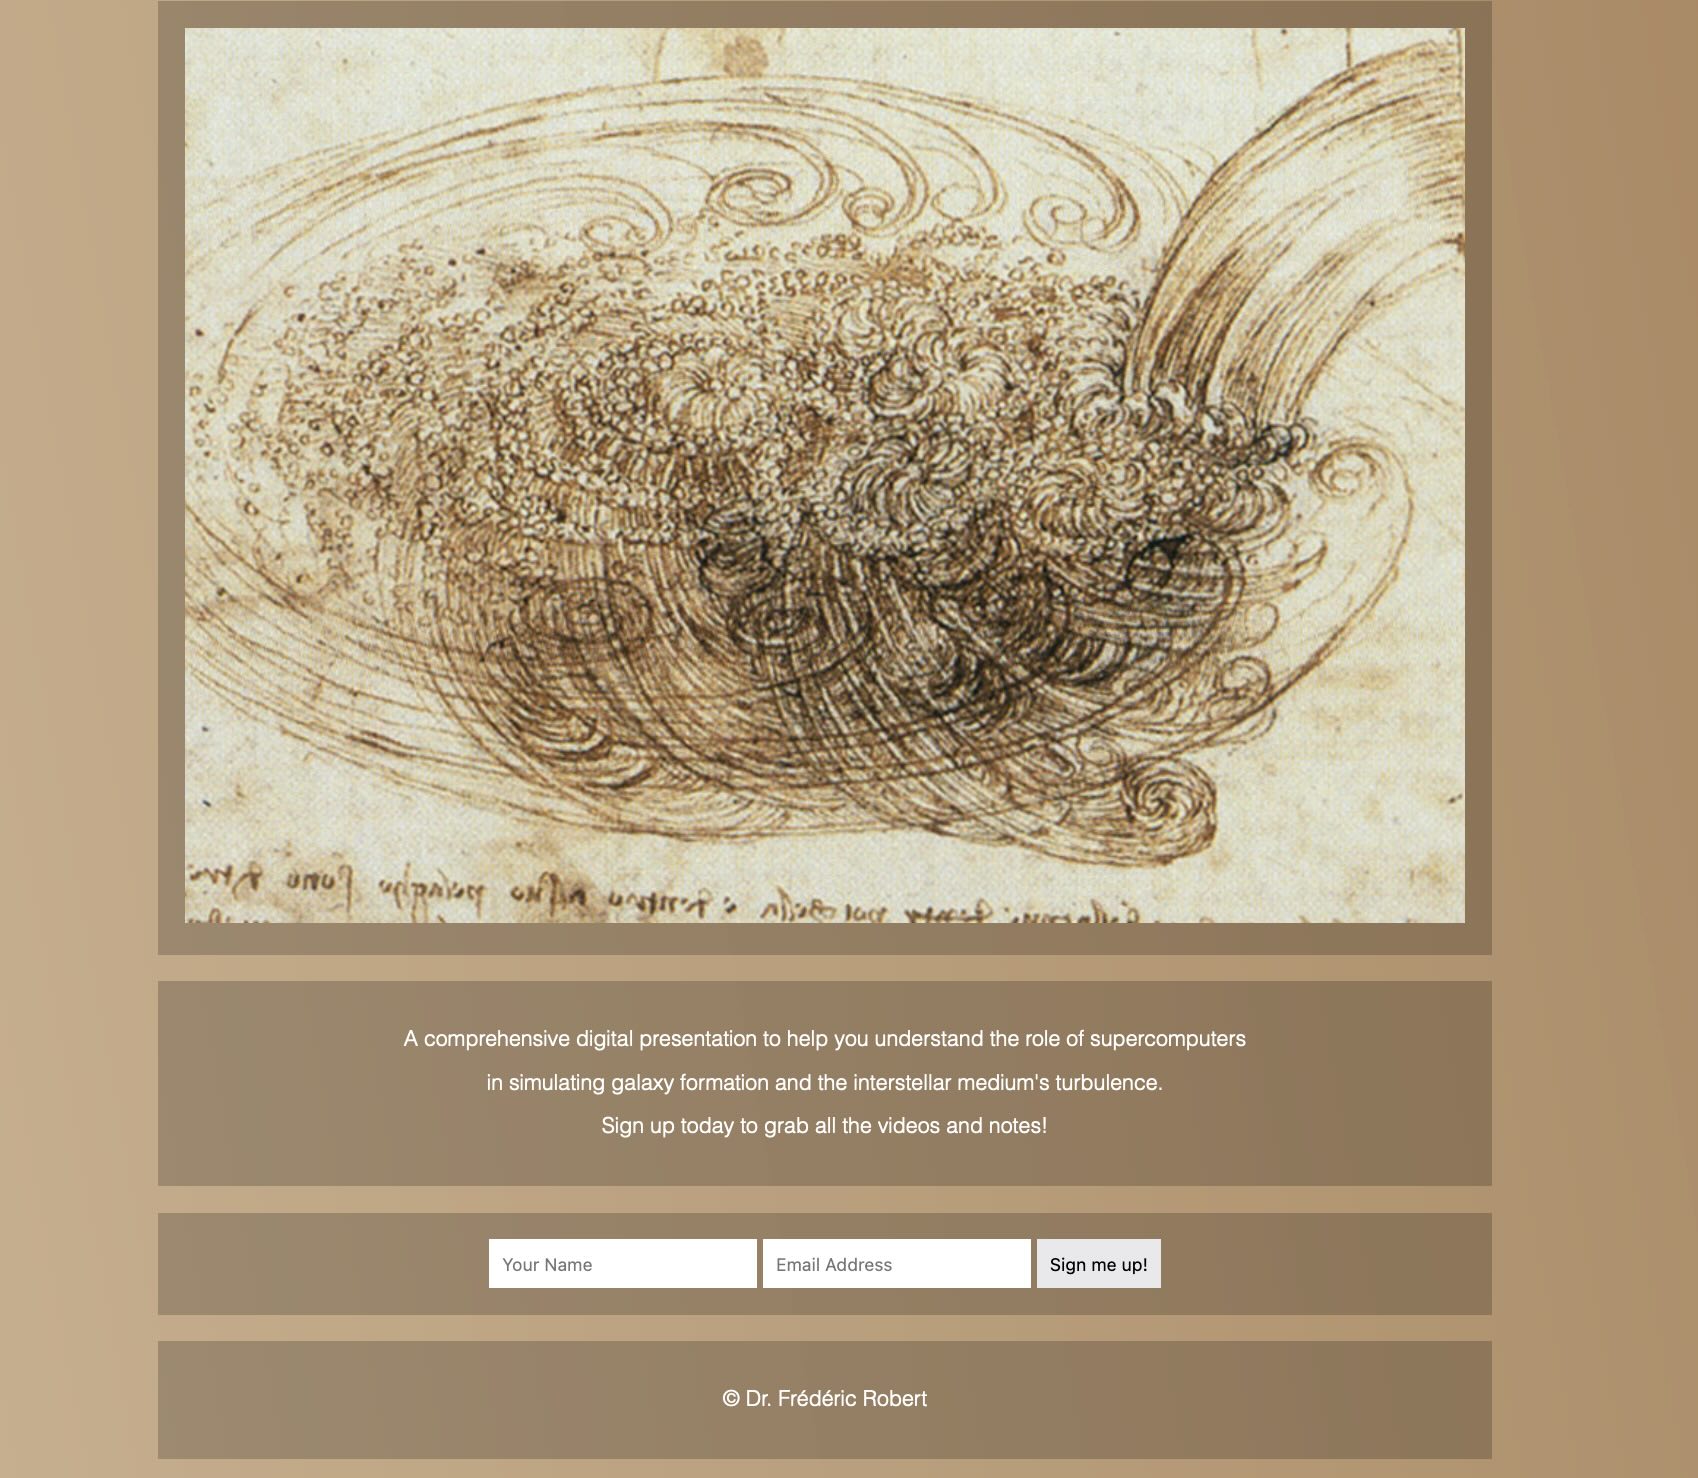 A comprehensive digital presentation to help you understand the role of supercomputers
in simulating galaxy formation and the interstellar medium's turbulence.
Sign up today to grab all the videos and notes!
Your Name Email Address Sign me up!
© Dr. Frédéric Robert